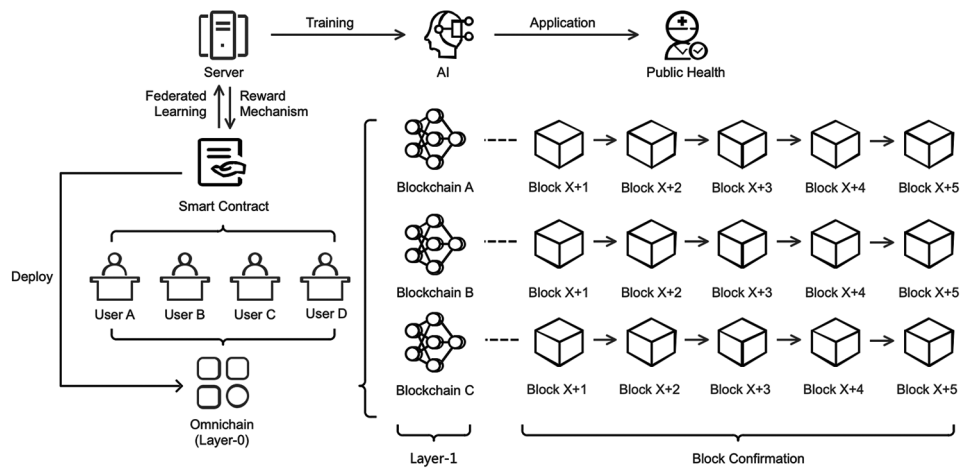 Training
Application
Server
AI
Public Health
Federated
Learning
Reward
Mechanism
Smart Contract
Deploy
User A
User B
User C
User D
Omnichain
(Layer-0)
Blockchain A
Block X+1
Block X+2
Block X+3
Block X+4
Block X+5
Blockchain B
Block X+1
Block X+2
Block X+3
Block X+4
Block X+5
Blockchain C
Block X+1
Block X+2
Block X+3
Block X+4
Block X+5
Layer-1
Block Confirmation